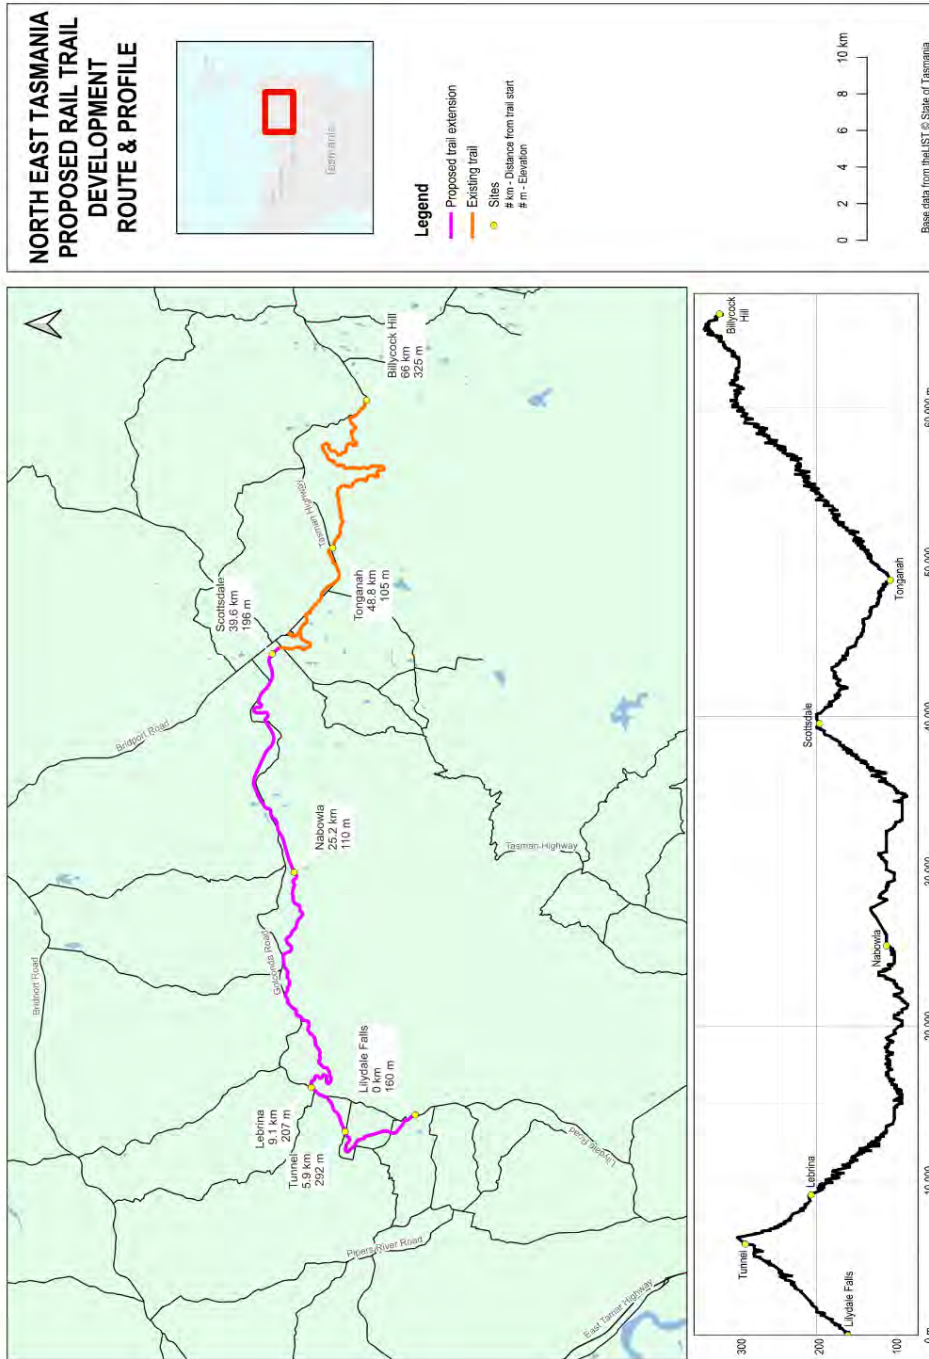 NORTH EAST TASMANIA
PROPOSED RAIL TRAIL
DEVELOPMENT
ROUTE & PROFILE
Tasmania
Legend
Proposed trail extension
Existing trail
Sites
# km - Distance from trail start
# m - Elevation
0 2 4 6 8 10 km
Base data from theLIST © State of Tasmania
Bridport Road
Bridport Road
Golconda Road
Tasman Highway
Tasman Highway
Pipers River Road
Lilydale Road
East Tamar Highway
Tunnel
5.9 km
292 m
Lebrina
9.1 km
207 m
Lilydale Falls
0 km
160 m
Nabowla
25.2 km
110 m
Scottsdale
39.6 km
196 m
Tonganah
48.8 km
105 m
Billycock Hill
66 km
325 m
300
200
100
Lilydale Falls
Tunnel
Lebrina
Nabowla
Scottsdale
Tonganah
Billycock
Hill
0 m
10,000
20,000
30,000
40,000
50,000
60,000 m